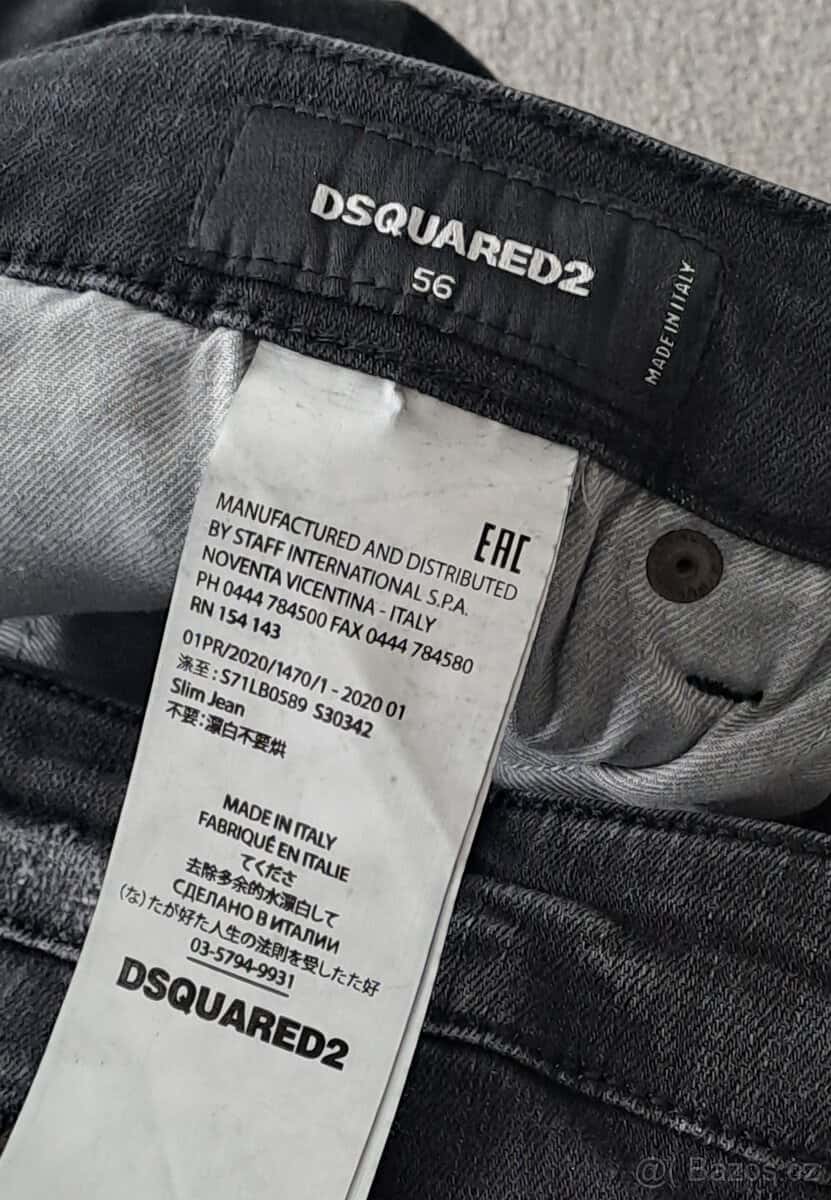 DSQUARED2
56
MADE IN ITALY
EAC
MANUFACTURED AND DISTRIBUTED
BY STAFF INTERNATIONAL S.P.A.
NOVENTA VICENTINA - ITALY
PH 0444 784500 FAX 0444 784580
RN 154 143
01PR/2020/1470/1 - 2020 01
涤至: S71LB0589 S30342
Slim Jean
不要:漂白不要烘
MADE IN ITALY
FABRIQUÉ EN ITALIE
てくださ
去除多余的水漂白して
СДЕЛАНО В ИТАЛИИ
(な)たが好た人生の法則を受したた好
03-5794-9931
DSQUARED2
@ Bazos.cz